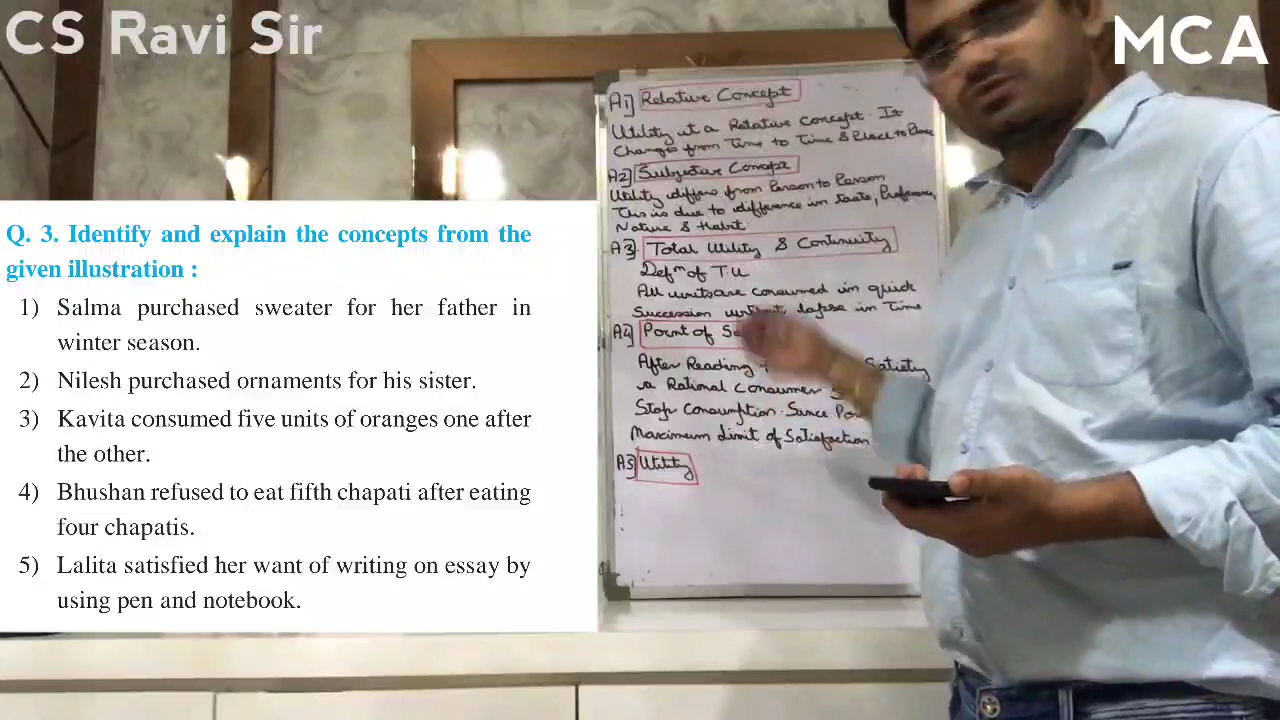 CS Ravi Sir
MCA
Q. 3. Identify and explain the concepts from the
given illustration :
1) Salma purchased sweater for her father in
winter season.
2) Nilesh purchased ornaments for his sister.
3) Kavita consumed five units of oranges one after
the other.
4) Bhushan refused to eat fifth chapati after eating
four chapatis.
5) Lalita satisfied her want of writing on essay by
using pen and notebook.
A1] Relative Concept
Utility is a Relative Concept. It
Changes from Time to Time & Place to Place
A2] Subjective Concept
Utility differs from Person to Person
This is due to difference in taste, Preference,
Nature & Habit
A3] Total Utility & Continuity
Defn of T.U
All units are consumed in quick
Succession without lapse in Time
A4] Point of
After Satiety
a Rational Consumer
Stop Consumption. Since
Maximum Limit of Satisfaction
A5] Utility